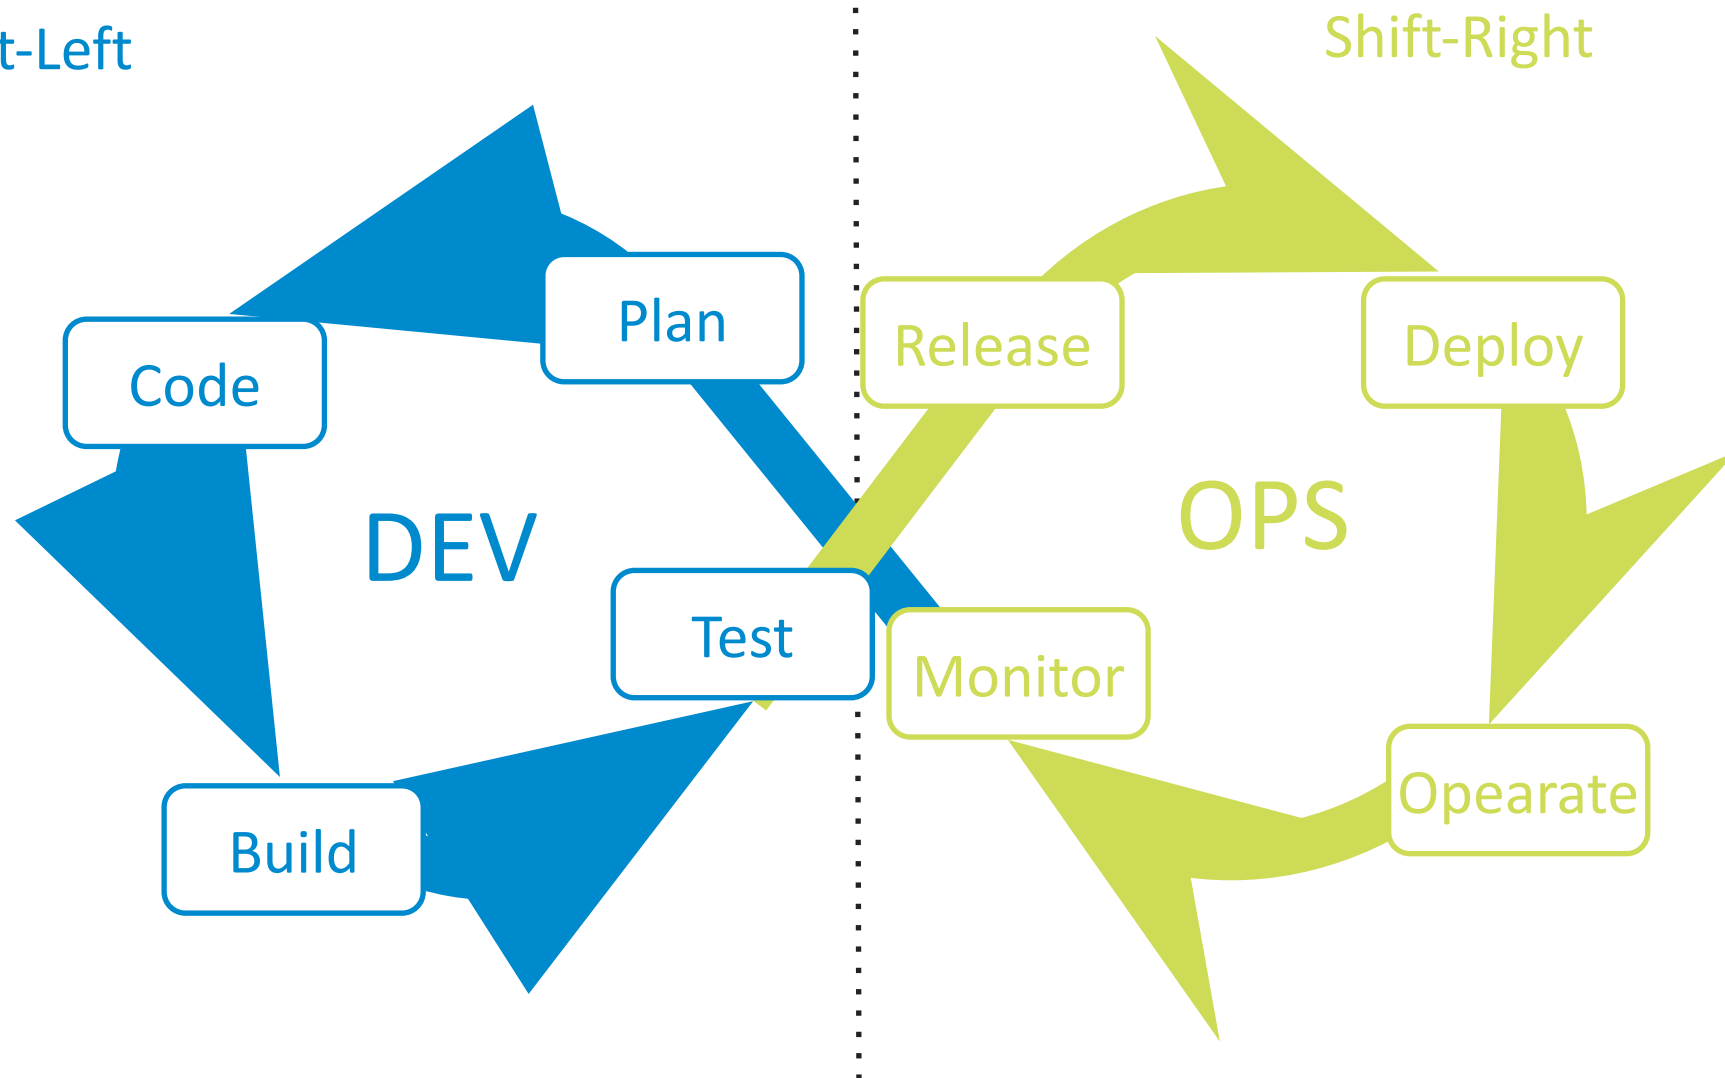 t-Left
Shift-Right
Plan
Code
Release
Deploy
DEV
OPS
Test
Monitor
Build
Opearate